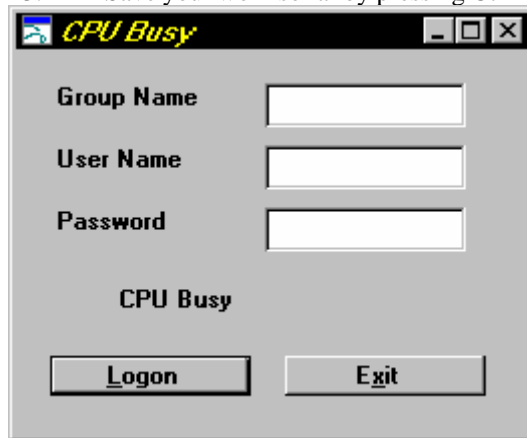 CPU Busy
Group Name
User Name
Password
CPU Busy
Logon
Exit